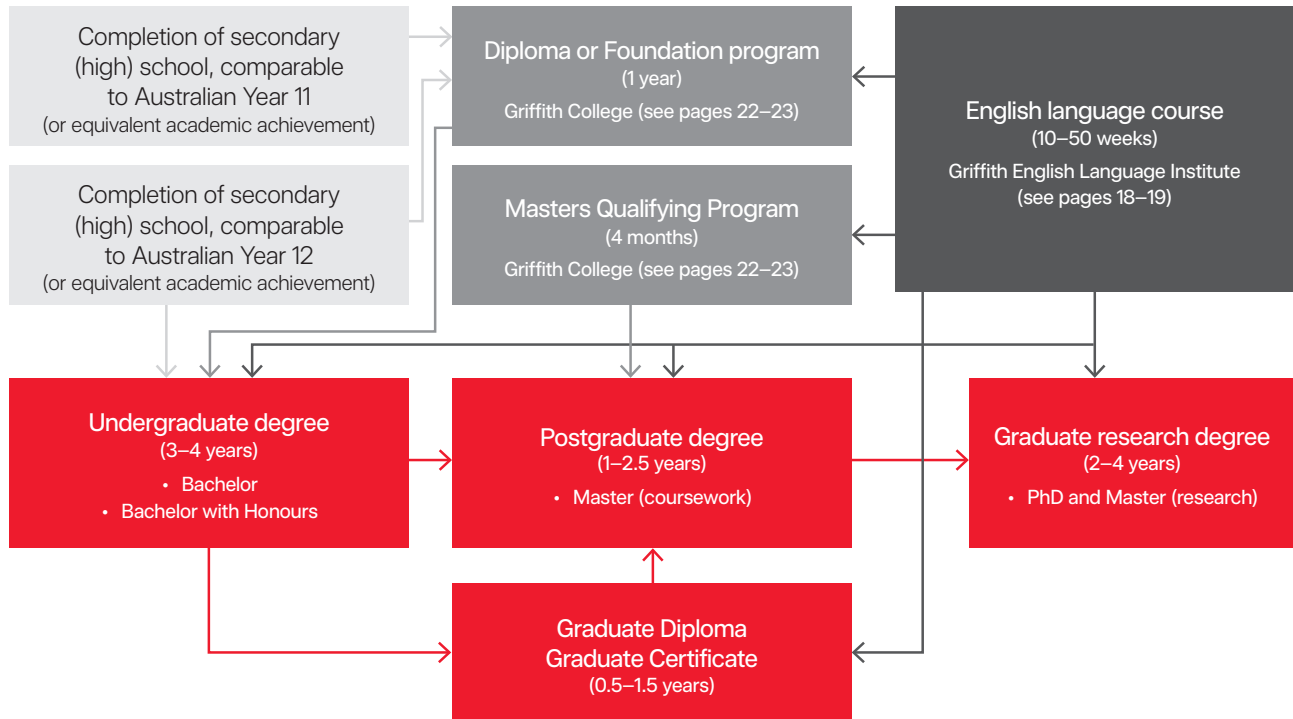 Completion of secondary
(high) school, comparable
to Australian Year 11
(or equivalent academic achievement)
Diploma or Foundation program
(1 year)
Griffith College (see pages 22–23)
English language course
(10–50 weeks)
Griffith English Language Institute
(see pages 18–19)
Completion of secondary
(high) school, comparable
to Australian Year 12
(or equivalent academic achievement)
Masters Qualifying Program
(4 months)
Griffith College (see pages 22–23)
Undergraduate degree
(3–4 years)
• Bachelor
• Bachelor with Honours
Postgraduate degree
(1–2.5 years)
• Master (coursework)
Graduate research degree
(2–4 years)
• PhD and Master (research)
Graduate Diploma
Graduate Certificate
(0.5–1.5 years)